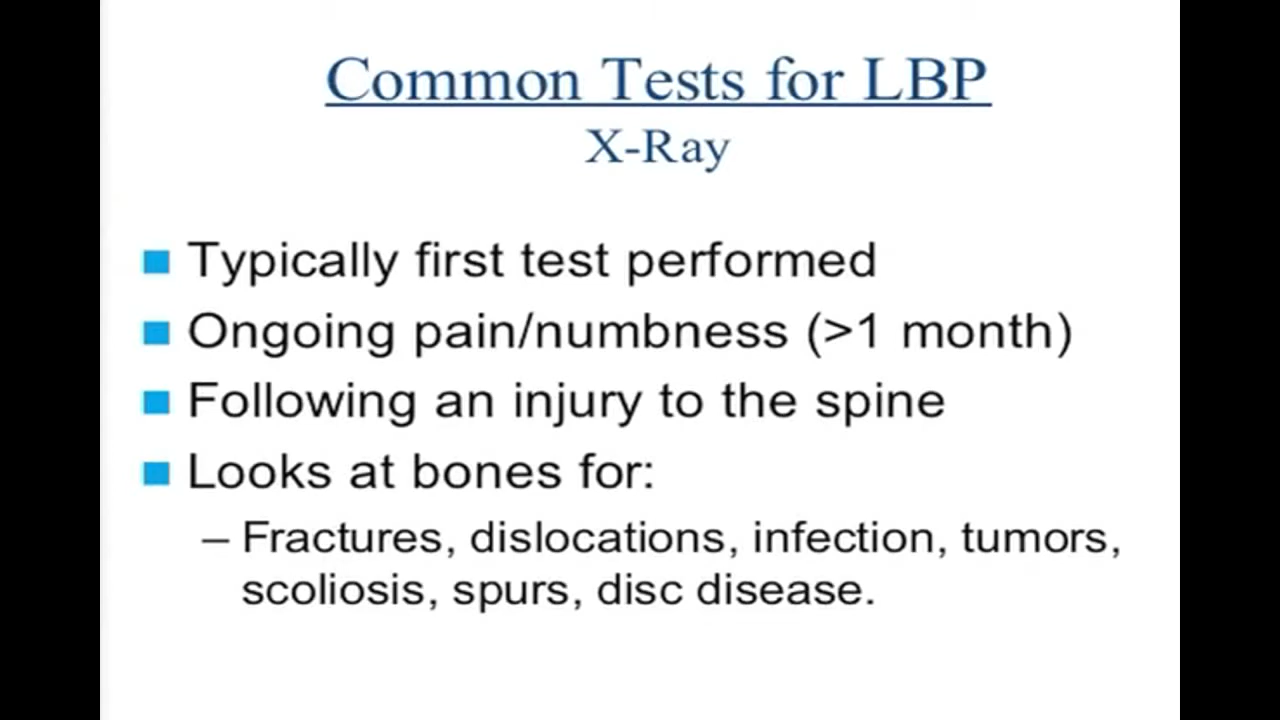 Common Tests for LBP
X-Ray
Typically first test performed
Ongoing pain/numbness (>1 month)
Following an injury to the spine
Looks at bones for:
– Fractures, dislocations, infection, tumors,
scoliosis, spurs, disc disease.